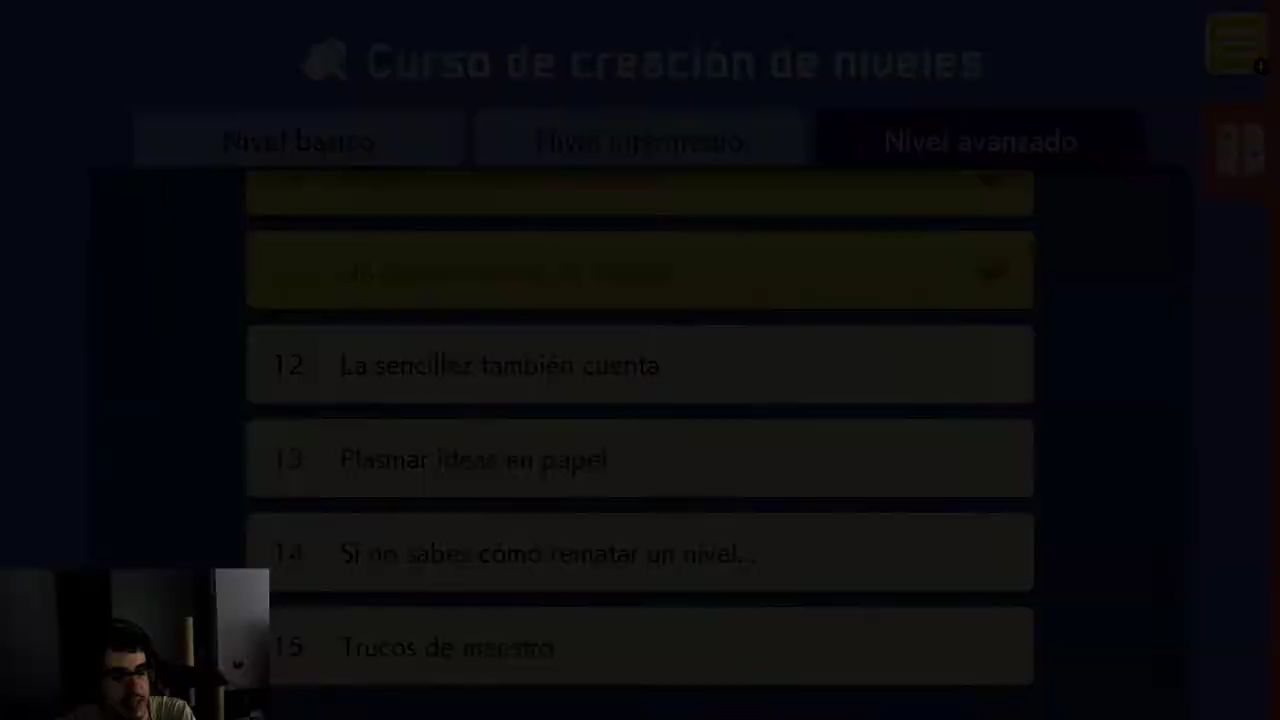 Curso de creación de niveles
Nivel básico
Nivel intermedio
Nivel avanzado
12 La sencillez también cuenta
13 Plasmar ideas en papel
14 Si no sabes cómo rematar un nivel...
15 Trucos de maestro